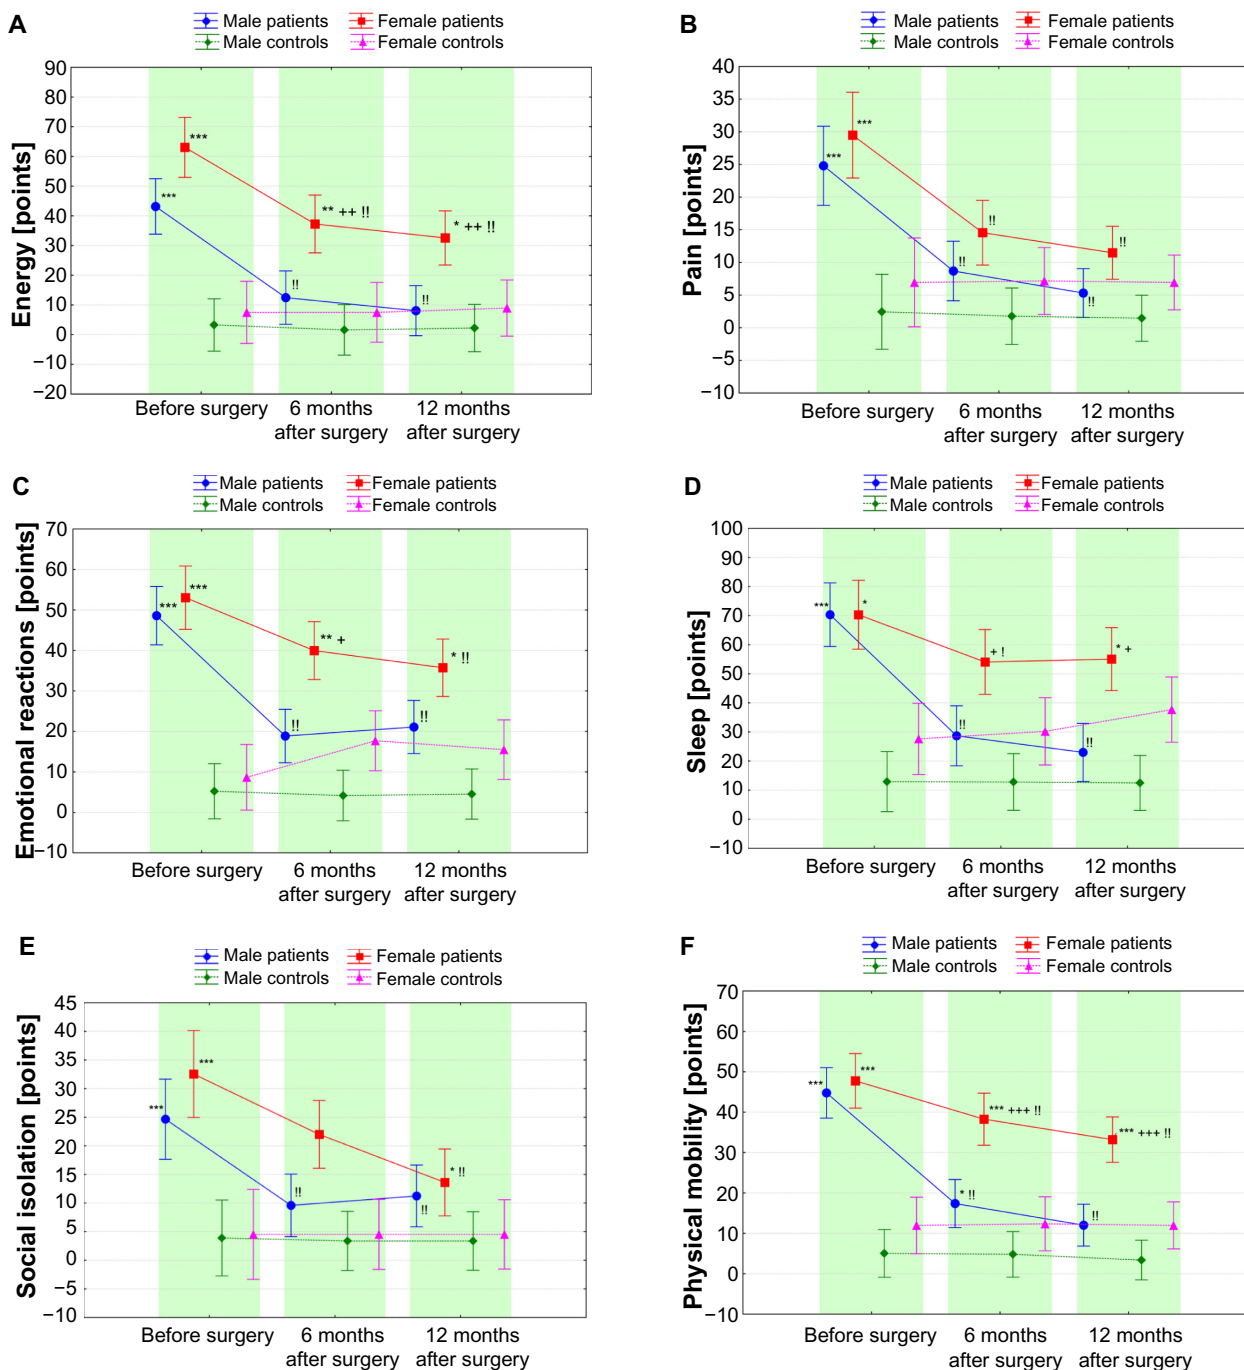 A
Male patients
Female patients
Male controls
Female controls
Energy [points]
90
80
70
60
50
40
30
20
10
0
−10
−20
***
***
** ++ !!
* ++ !!
!!
!!
Before surgery
6 months
after surgery
12 months
after surgery
B
Male patients
Female patients
Male controls
Female controls
Pain [points]
40
35
30
25
20
15
10
5
0
−5
−10
***
***
!!
!!
!!
!!
Before surgery
6 months
after surgery
12 months
after surgery
C
Male patients
Female patients
Male controls
Female controls
Emotional reactions [points]
70
60
50
40
30
20
10
0
−10
***
***
** +
* !!
!!
!!
Before surgery
6 months
after surgery
12 months
after surgery
D
Male patients
Female patients
Male controls
Female controls
Sleep [points]
100
90
80
70
60
50
40
30
20
10
0
−10
***
*
+ !
* +
!!
!!
Before surgery
6 months
after surgery
12 months
after surgery
E
Male patients
Female patients
Male controls
Female controls
Social isolation [points]
45
40
35
30
25
20
15
10
5
0
−5
−10
***
***
!!
* !!
!!
Before surgery
6 months
after surgery
12 months
after surgery
F
Male patients
Female patients
Male controls
Female controls
Physical mobility [points]
70
60
50
40
30
20
10
0
−10
***
***
*** +++ !!
*** +++ !!
* !!
!!
Before surgery
6 months
after surgery
12 months
after surgery